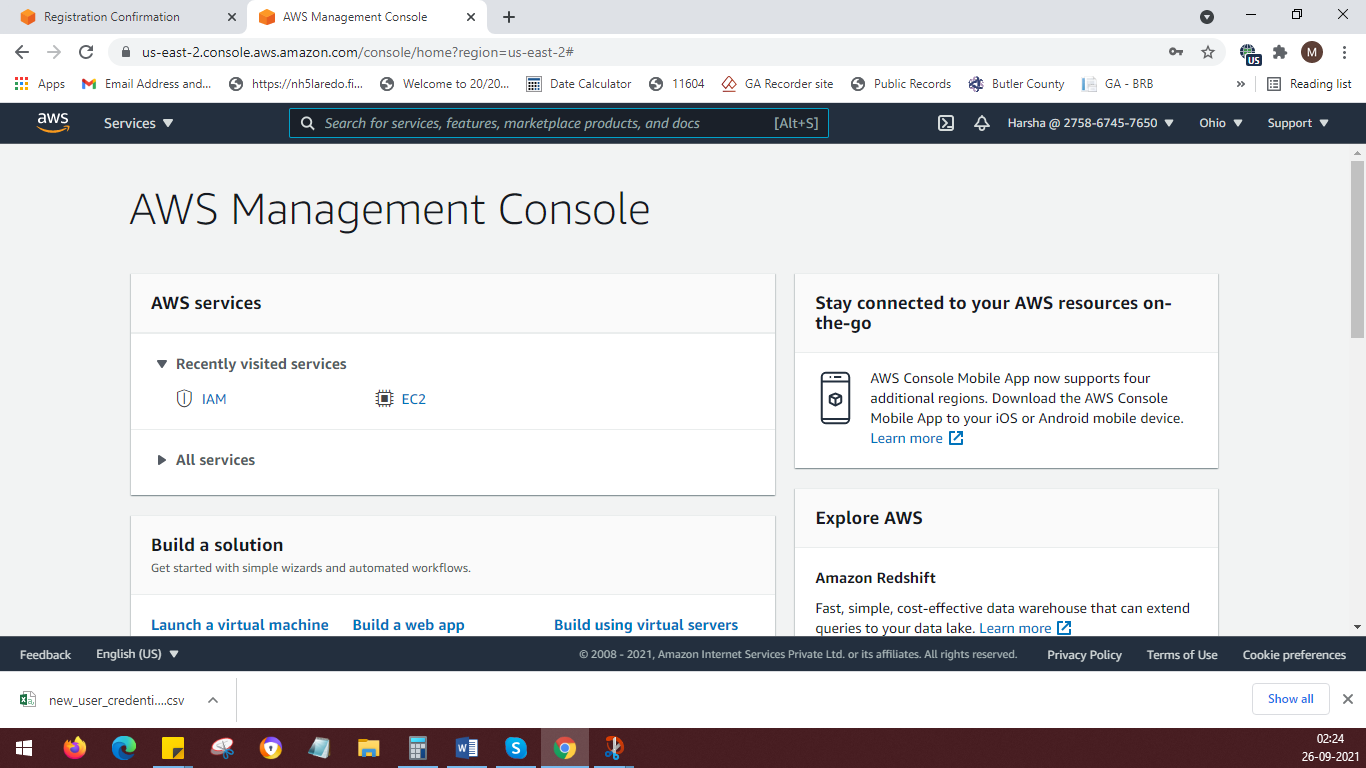 Registration Confirmation
AWS Management Console
us-east-2.console.aws.amazon.com/console/home?region=us-east-2#
US
M
Apps
Email Address and...
https://nh5laredo.fi...
Welcome to 20/20...
Date Calculator
11604
GA Recorder site
Public Records
Butler County
GA - BRB
»
Reading list
aws
Services
Search for services, features, marketplace products, and docs
[Alt+S]
Harsha @ 2758-6745-7650
Ohio
Support
AWS Management Console
AWS services
Recently visited services
IAM
EC2
All services
Build a solution
Get started with simple wizards and automated workflows.
Launch a virtual machine
Build a web app
Build using virtual servers
Stay connected to your AWS resources on-
the-go
AWS Console Mobile App now supports four
additional regions. Download the AWS Console
Mobile App to your iOS or Android mobile device.
Learn more
Explore AWS
Amazon Redshift
Fast, simple, cost-effective data warehouse that can extend
queries to your data lake. Learn more
Feedback
English (US)
© 2008 - 2021, Amazon Internet Services Private Ltd. or its affiliates. All rights reserved.
Privacy Policy
Terms of Use
Cookie preferences
new_user_credenti....csv
Show all
02:24
26-09-2021